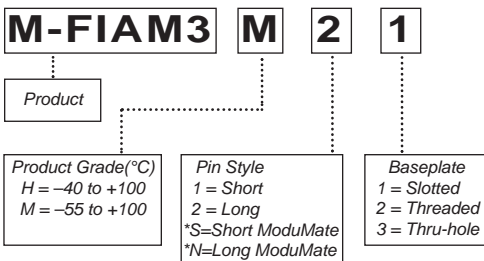 M-FIAM3 M 2 1
Product
Product Grade(°C)
H = –40 to +100
M = –55 to +100
Pin Style
1 = Short
2 = Long
*S=Short ModuMate
*N=Long ModuMate
Baseplate
1 = Slotted
2 = Threaded
3 = Thru-hole